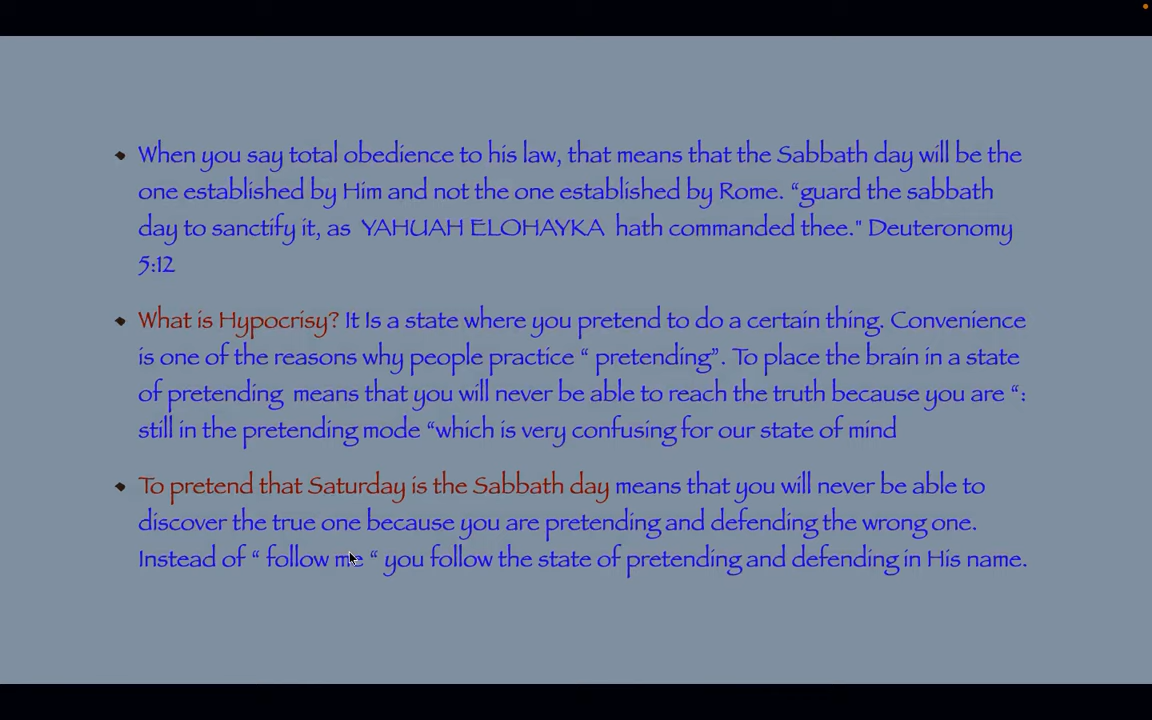 When you say total obedience to his law, that means that the Sabbath day will be the
one established by Him and not the one established by Rome. “guard the sabbath
day to sanctify it, as YAHUAH ELOHAYKA hath commanded thee." Deuteronomy
5:12
What is Hypocrisy? It Is a state where you pretend to do a certain thing. Convenience
is one of the reasons why people practice “ pretending”. To place the brain in a state
of pretending means that you will never be able to reach the truth because you are “:
still in the pretending mode “which is very confusing for our state of mind
To pretend that Saturday is the Sabbath day means that you will never be able to
discover the true one because you are pretending and defending the wrong one.
Instead of “ follow me “ you follow the state of pretending and defending in His name.